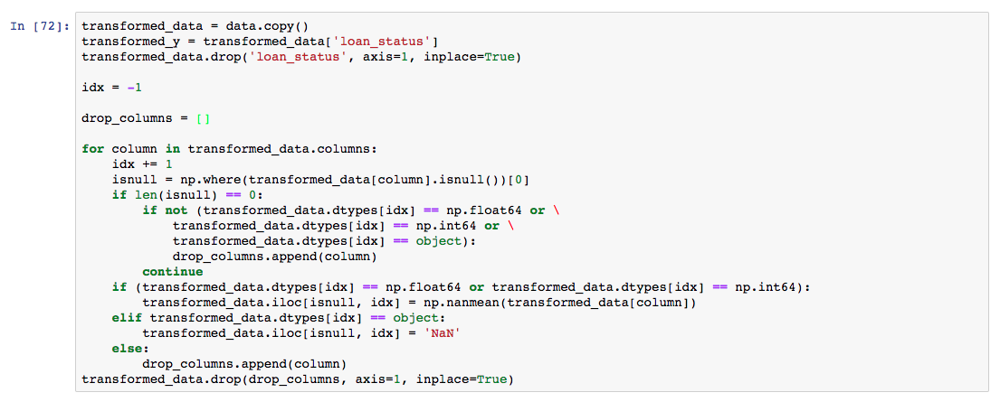 In [72]: transformed_data = data.copy()
transformed_y = transformed_data['loan_status']
transformed_data.drop('loan_status', axis=1, inplace=True)

idx = -1

drop_columns = []

for column in transformed_data.columns:
    idx += 1
    isnull = np.where(transformed_data[column].isnull())[0]
    if len(isnull) == 0:
        if not (transformed_data.dtypes[idx] == np.float64 or \
            transformed_data.dtypes[idx] == np.int64 or \
            transformed_data.dtypes[idx] == object):
            drop_columns.append(column)
        continue
    if (transformed_data.dtypes[idx] == np.float64 or transformed_data.dtypes[idx] == np.int64):
        transformed_data.iloc[isnull, idx] = np.nanmean(transformed_data[column])
    elif transformed_data.dtypes[idx] == object:
        transformed_data.iloc[isnull, idx] = 'NaN'
    else:
        drop_columns.append(column)
transformed_data.drop(drop_columns, axis=1, inplace=True)